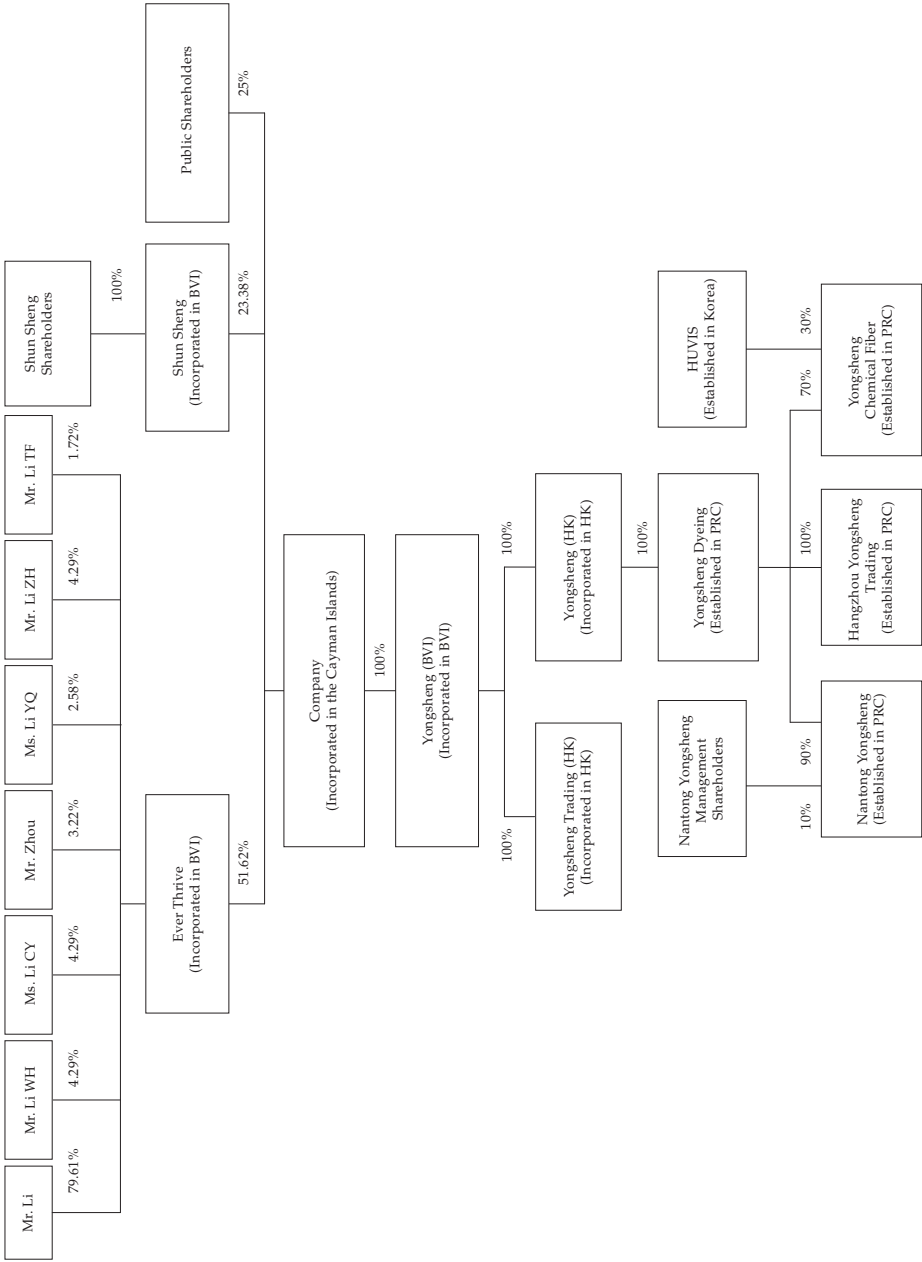 Mr. Li
Mr. Li WH
Ms. Li CY
Mr. Zhou
Ms. Li YQ
Mr. Li ZH
Mr. Li TF
Shun Sheng
Shareholders
79.61%
4.29%
4.29%
3.22%
2.58%
4.29%
1.72%
100%
Ever Thrive
(Incorporated in BVI)
Shun Sheng
(Incorporated in BVI)
Public Shareholders
51.62%
23.38%
25%
Company
(Incorporated in the Cayman Islands)
100%
Yongsheng (BVI)
(Incorporated in BVI)
100%
100%
Yongsheng Trading (HK)
(Incorporated in HK)
Yongsheng (HK)
(Incorporated in HK)
100%
Nantong Yongsheng
Management
Shareholders
Yongsheng Dyeing
(Established in PRC)
HUVIS
(Established in Korea)
10%
90%
100%
70%
30%
Nantong Yongsheng
(Established in PRC)
Hangzhou Yongsheng
Trading
(Established in PRC)
Yongsheng
Chemical Fiber
(Established in PRC)